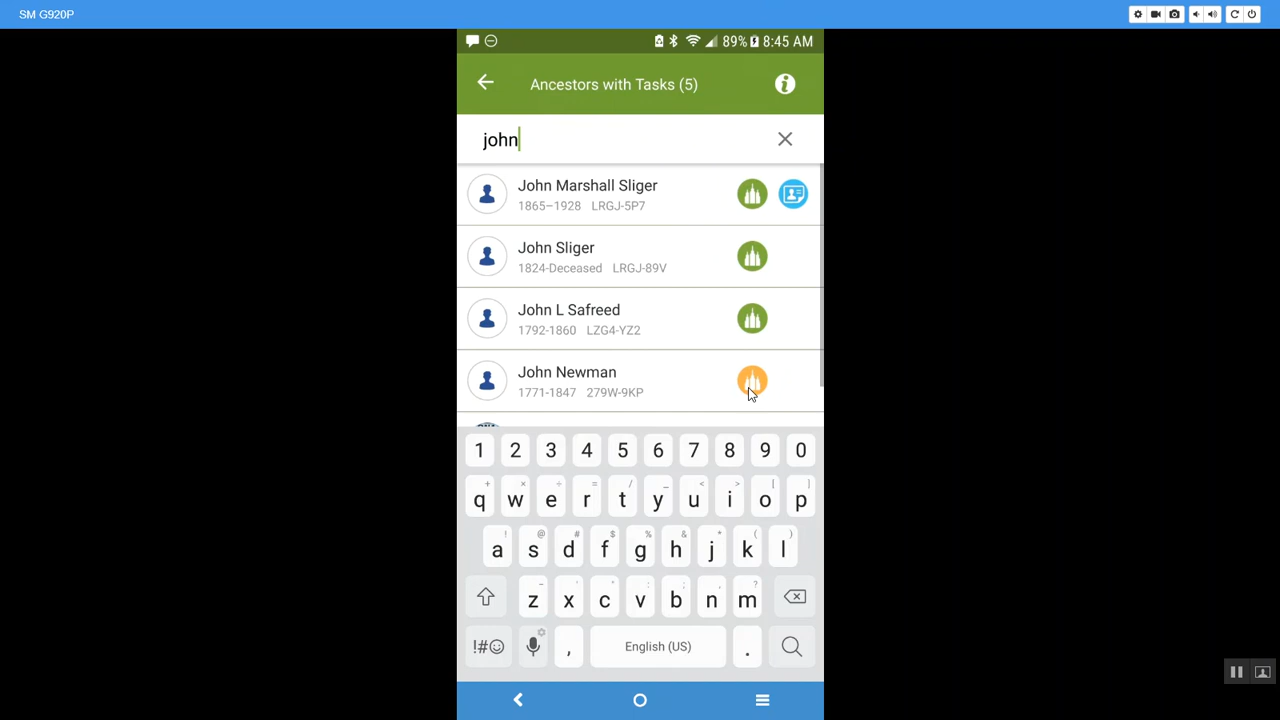 SM G920P
89% 8:45 AM
Ancestors with Tasks (5)
john
John Marshall Sliger
1865–1928 LRGJ-5P7
John Sliger
1824-Deceased LRGJ-89V
John L Safreed
1792-1860 LZG4-YZ2
John Newman
1771-1847 279W-9KP
1 2 3 4 5 6 7 8 9 0
+ × ÷ = / _ < > [ ]
q w e r t y u i o p
! @ # $ % ^ & * ( )
a s d f g h j k l
- ' " : ; , ?
z x c v b n m
!#☺ , English (US) .